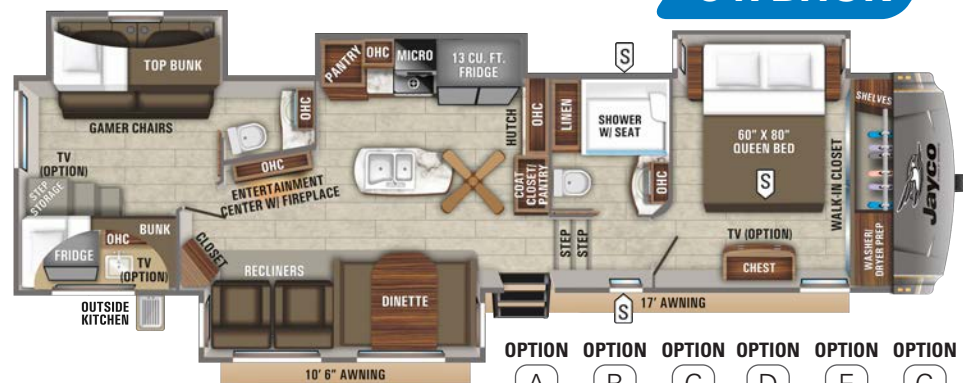 TOP BUNK
GAMER CHAIRS
TV
(OPTION)
STEP
STORAGE
BUNK
OHC
FRIDGE
TV
(OPTION)
OUTSIDE
KITCHEN
CLOSET
OHC
OHC
ENTERTAINMENT
CENTER W/ FIREPLACE
RECLINERS
DINETTE
10' 6" AWNING
PANTRY
OHC
MICRO
13 CU. FT.
FRIDGE
HUTCH
OHC
LINEN
COAT
CLOSET/
PANTRY
S
SHOWER
W/ SEAT
OHC
STEP
STEP
S
17' AWNING
60" X 80"
QUEEN BED
S
TV (OPTION)
CHEST
WALK-IN CLOSET
SHELVES
WASHER/
DRYER PREP
Jayco
OPTION OPTION OPTION OPTION OPTION OPTION